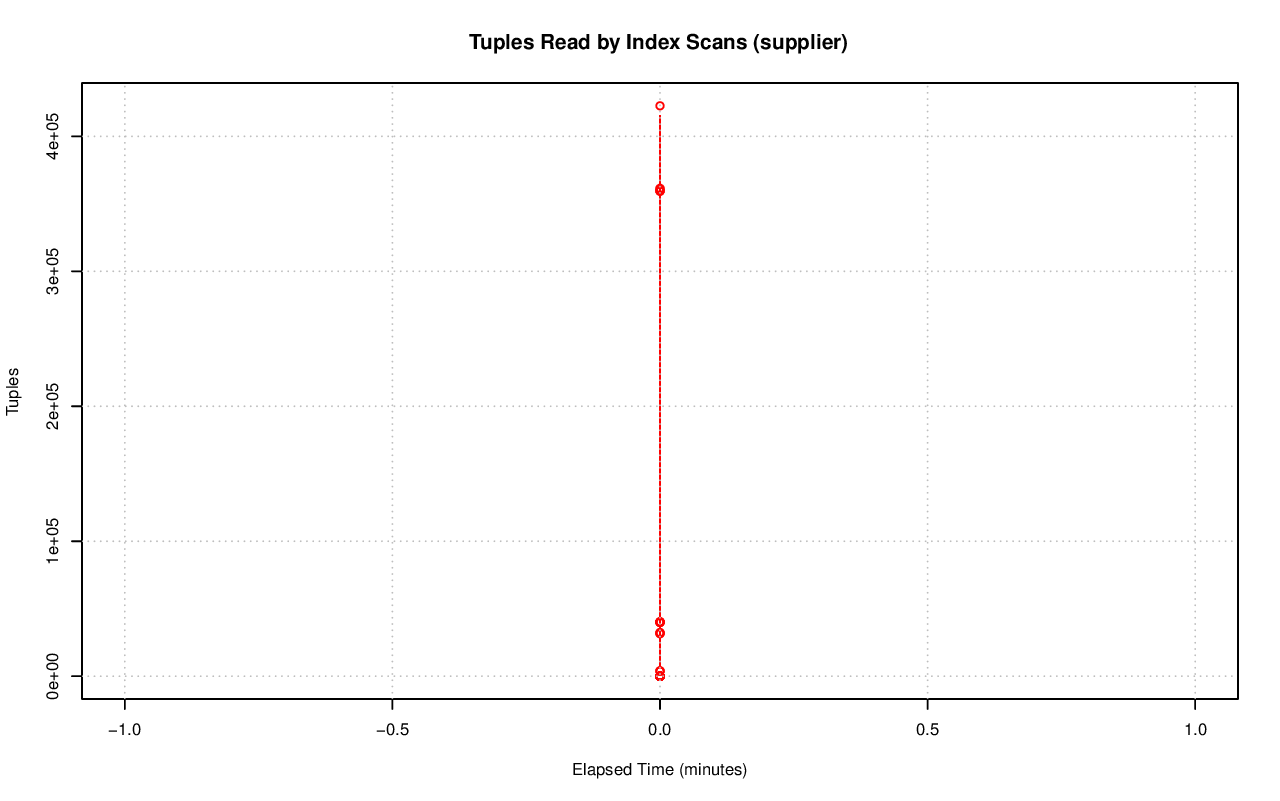 Tuples Read by Index Scans (supplier)
Tuples
4e+05
3e+05
2e+05
1e+05
0e+00
−1.0 −0.5 0.0 0.5 1.0
Elapsed Time (minutes)